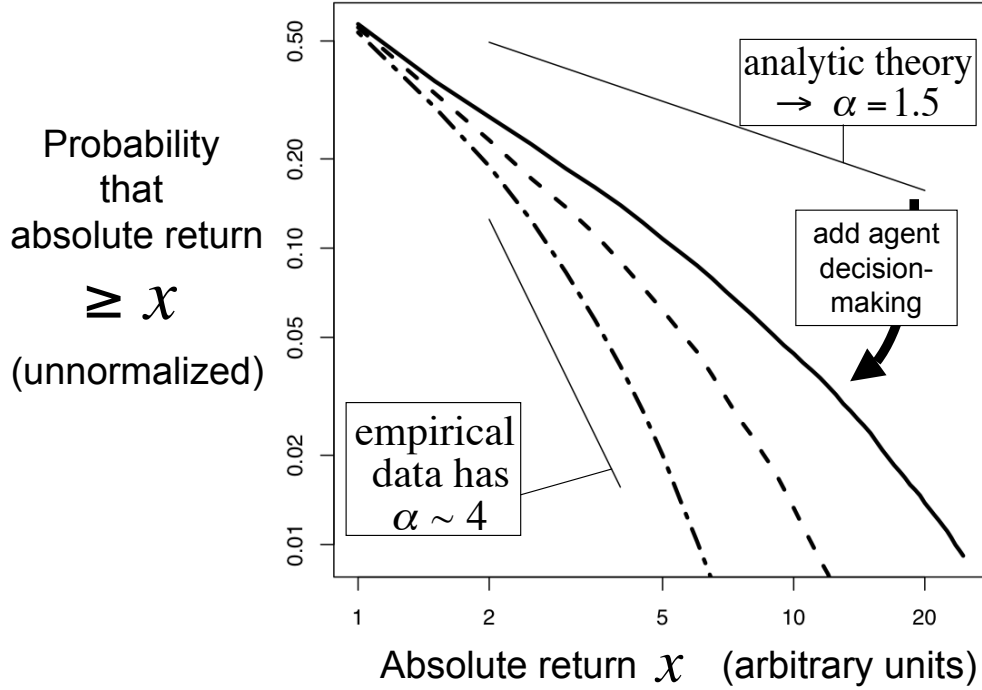 Probability
that
absolute return
≥ x
(unnormalized)
0.50
0.20
0.10
0.05
0.02
0.01
analytic theory
→ α = 1.5
add agent
decision-
making
empirical
data has
α ~ 4
1 2 5 10 20
Absolute return x (arbitrary units)